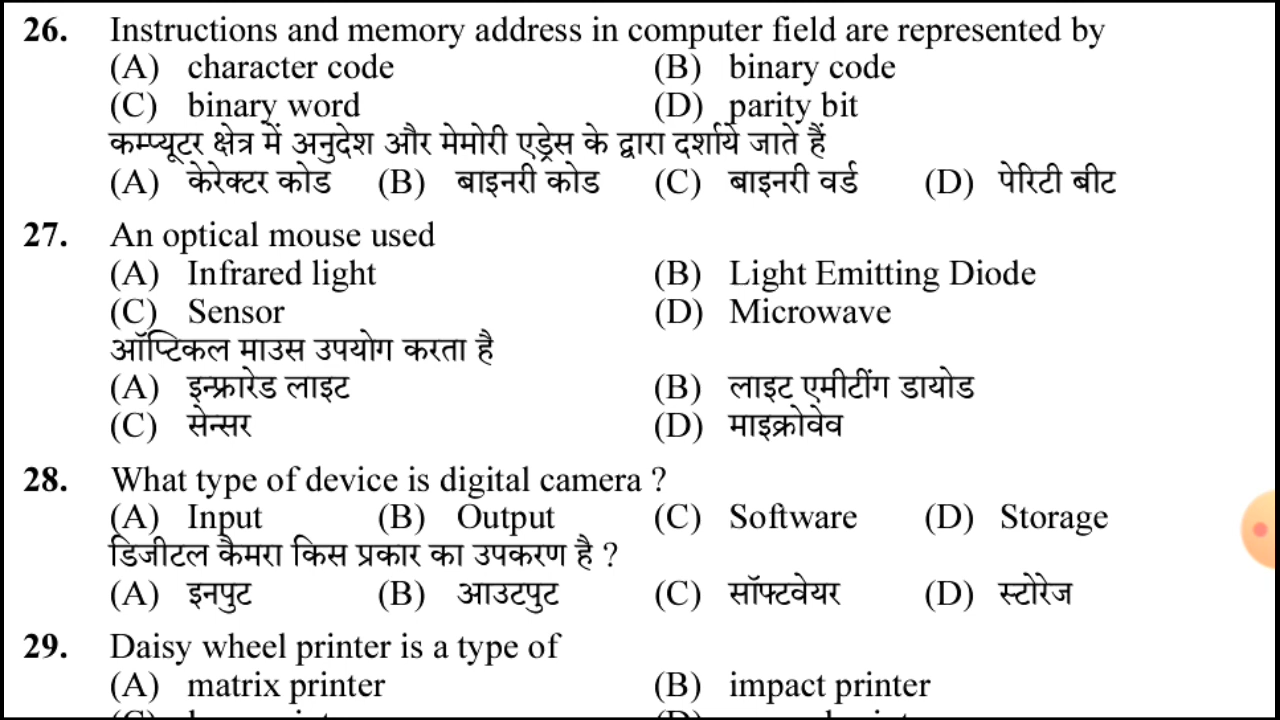 26. Instructions and memory address in computer field are represented by
(A) character code (B) binary code
(C) binary word (D) parity bit
कम्प्यूटर क्षेत्र में अनुदेश और मेमोरी एड्रेस के द्वारा दर्शाये जाते हैं
(A) केरेक्टर कोड (B) बाइनरी कोड (C) बाइनरी वर्ड (D) पेरिटी बीट
27. An optical mouse used
(A) Infrared light (B) Light Emitting Diode
(C) Sensor (D) Microwave
ऑप्टिकल माउस उपयोग करता है
(A) इन्फ्रारेड लाइट (B) लाइट एमीटींग डायोड
(C) सेन्सर (D) माइक्रोवेव
28. What type of device is digital camera ?
(A) Input (B) Output (C) Software (D) Storage
डिजीटल कैमरा किस प्रकार का उपकरण है ?
(A) इनपुट (B) आउटपुट (C) सॉफ्टवेयर (D) स्टोरेज
29. Daisy wheel printer is a type of
(A) matrix printer (B) impact printer